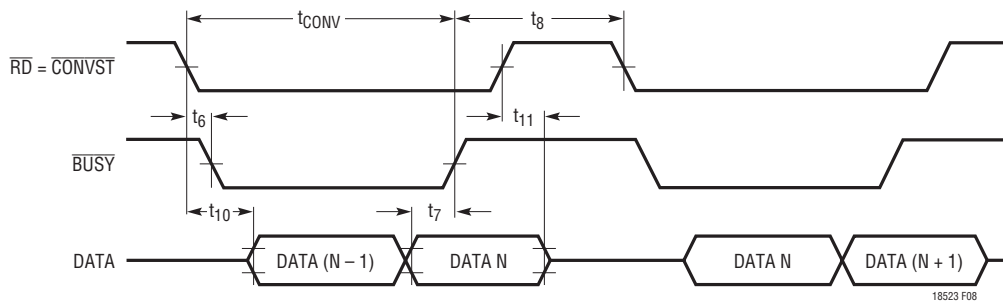 tCONV
t8
RD = CONVST
t6
t11
BUSY
t10
t7
DATA
DATA (N – 1)
DATA N
DATA N
DATA (N + 1)
18523 F08